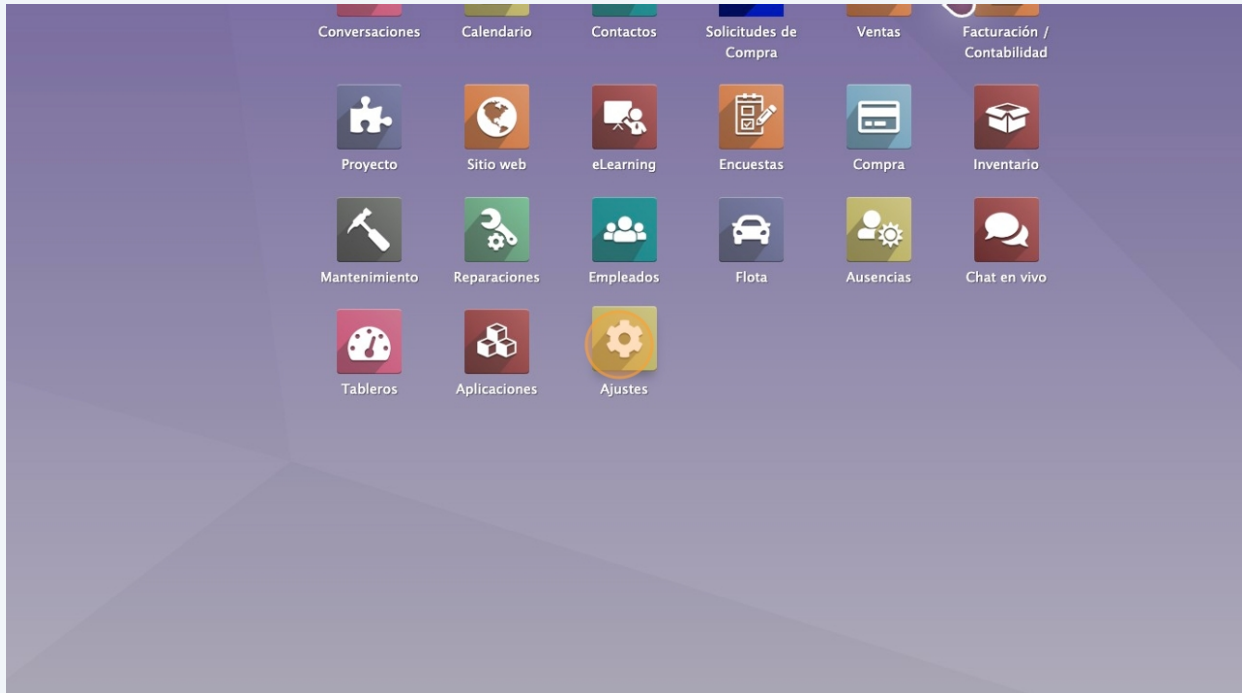 Conversaciones Calendario Contactos Solicitudes de Ventas Facturación /
Compra Contabilidad
Proyecto Sitio web eLearning Encuestas Compra Inventario
Mantenimiento Reparaciones Empleados Flota Ausencias Chat en vivo
Tableros Aplicaciones Ajustes